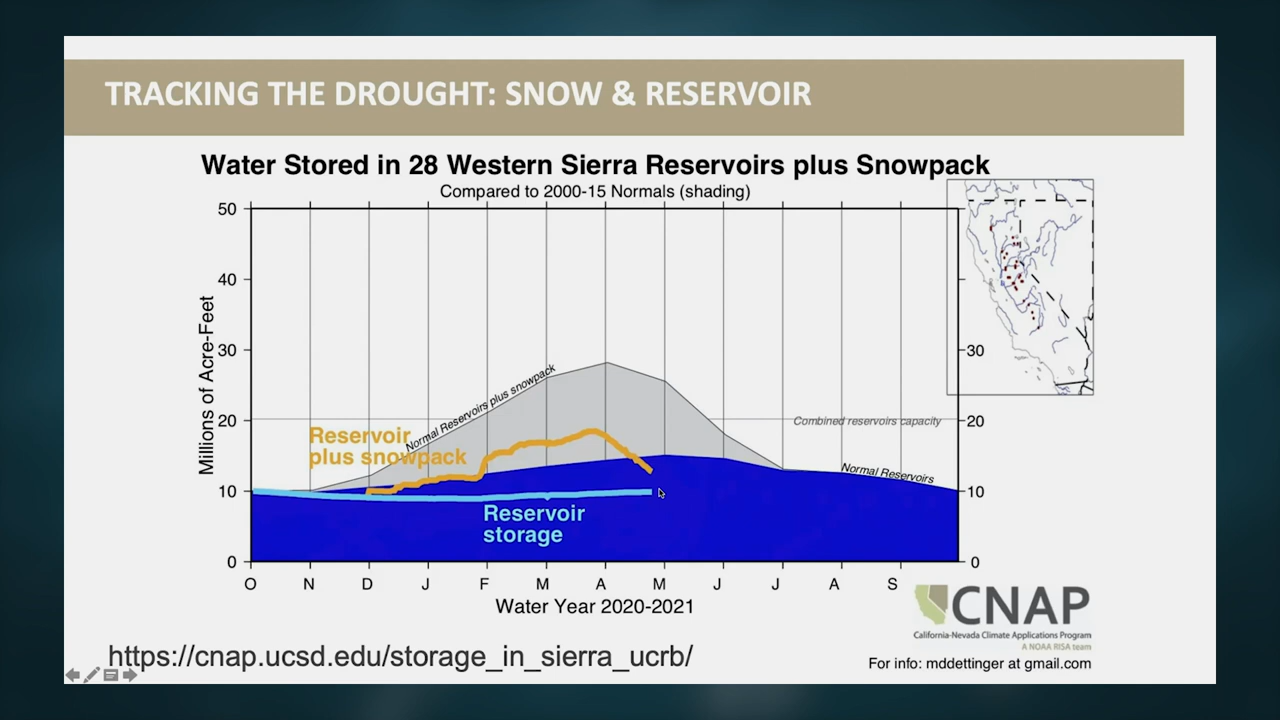 TRACKING THE DROUGHT: SNOW & RESERVOIR
Water Stored in 28 Western Sierra Reservoirs plus Snowpack
Compared to 2000-15 Normals (shading)
Millions of Acre-Feet
50
40
30
20
10
0
30
20
10
0
Normal Reservoirs plus snowpack
Combined reservoirs capacity
Reservoir
plus snowpack
Normal Reservoirs
Reservoir
storage
O N D J F M A M J J A S
Water Year 2020-2021
CNAP
California-Nevada Climate Applications Program
A NOAA RISA team
https://cnap.ucsd.edu/storage_in_sierra_ucrb/
For info: mddettinger at gmail.com